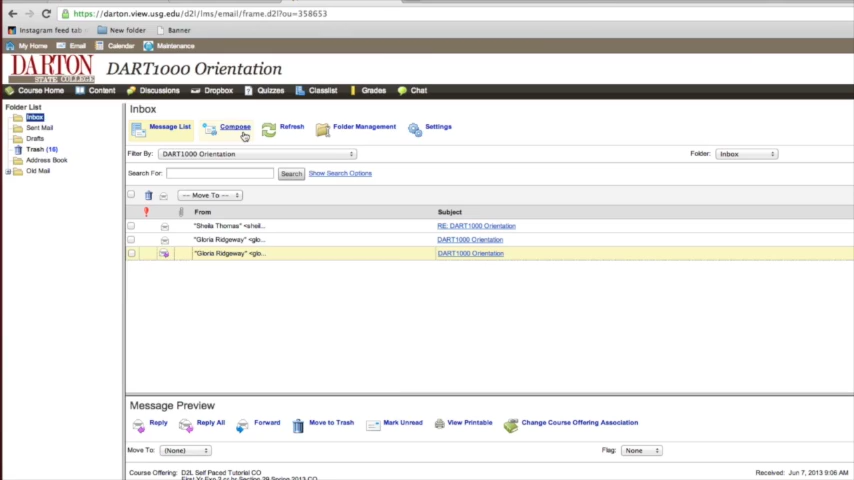 https://darton.view.usg.edu/d2l/lms/email/frame.d2l?ou=358653
Instagram feed tab New folder Banner
My Home Email Calendar Maintenance
DARTON
STATE COLLEGE
DART1000 Orientation
Course Home Content Discussions Dropbox Quizzes Classlist Grades Chat
Folder List
Inbox
Sent Mail
Drafts
Trash (16)
Address Book
Old Mail
Inbox
Message List Compose Refresh Folder Management Settings
Filter By: DART1000 Orientation Folder: Inbox
Search For: Search Show Search Options
--- Move To ---
From Subject
"Sheila Thomas" <sheil... RE: DART1000 Orientation
"Gloria Ridgeway" <glo... DART1000 Orientation
"Gloria Ridgeway" <glo... DART1000 Orientation
Message Preview
Reply Reply All Forward Move to Trash Mark Unread View Printable Change Course Offering Association
Move To: (None) Flag: None
Course Offering: D2L Self Paced Tutorial CO Received: Jun 7, 2013 9:06 AM